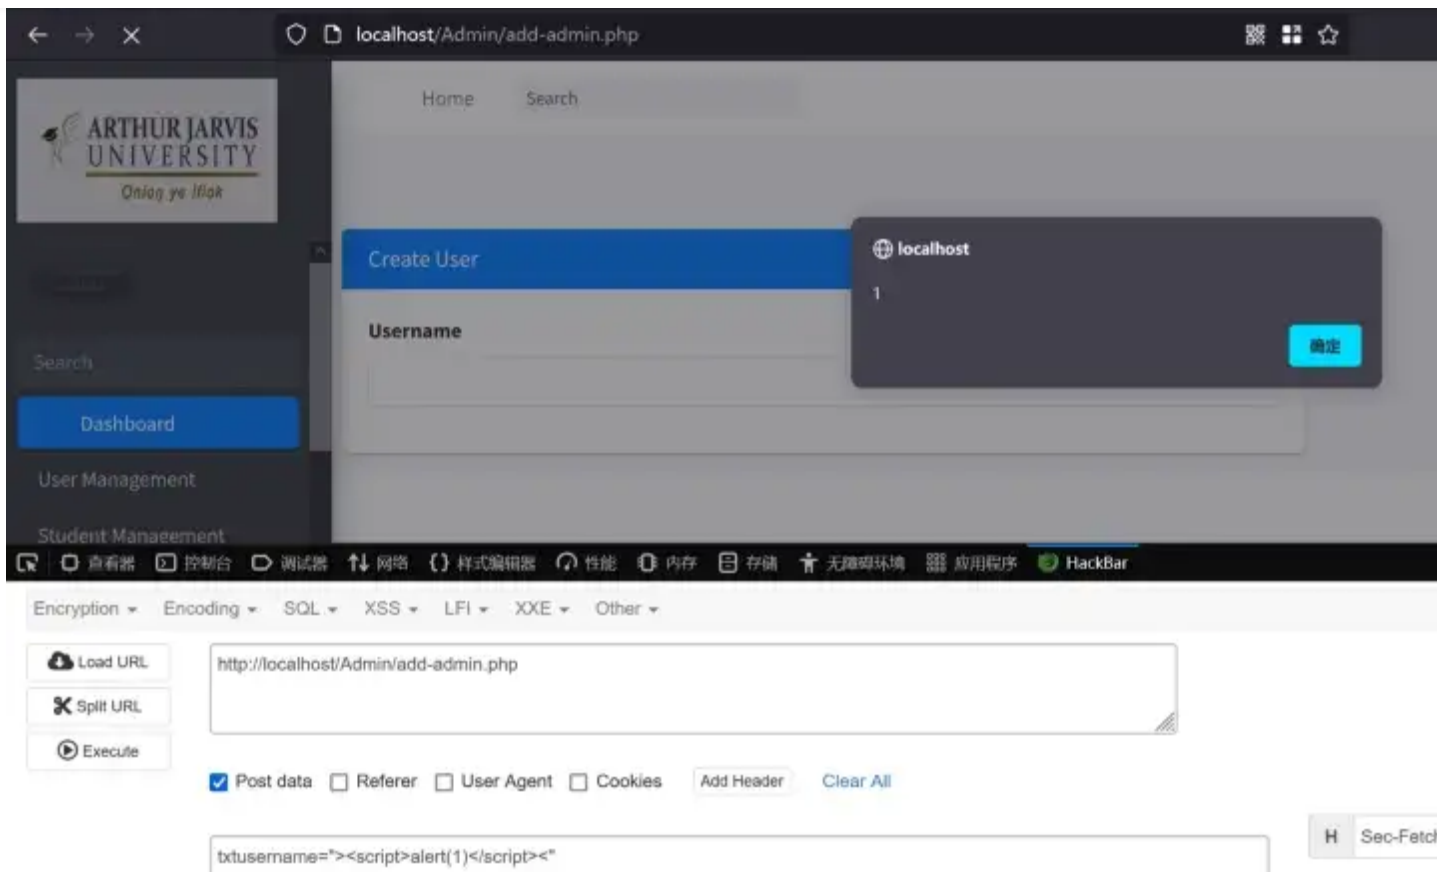 localhost/Admin/add-admin.php
ARTHUR JARVIS
UNIVERSITY
Home
Search
Create User
Username
localhost
1
确定
Search
Dashboard
User Management
Student Management
查看器 控制台 调试器 网络 样式编辑器 性能 内存 存储 无障碍环境 应用程序 HackBar
Encryption Encoding SQL XSS LFI XXE Other
Load URL
http://localhost/Admin/add-admin.php
Split URL
Execute
Post data Referer User Agent Cookies Add Header Clear All
H Sec-Fetch
txtusername="><script>alert(1)</script><"